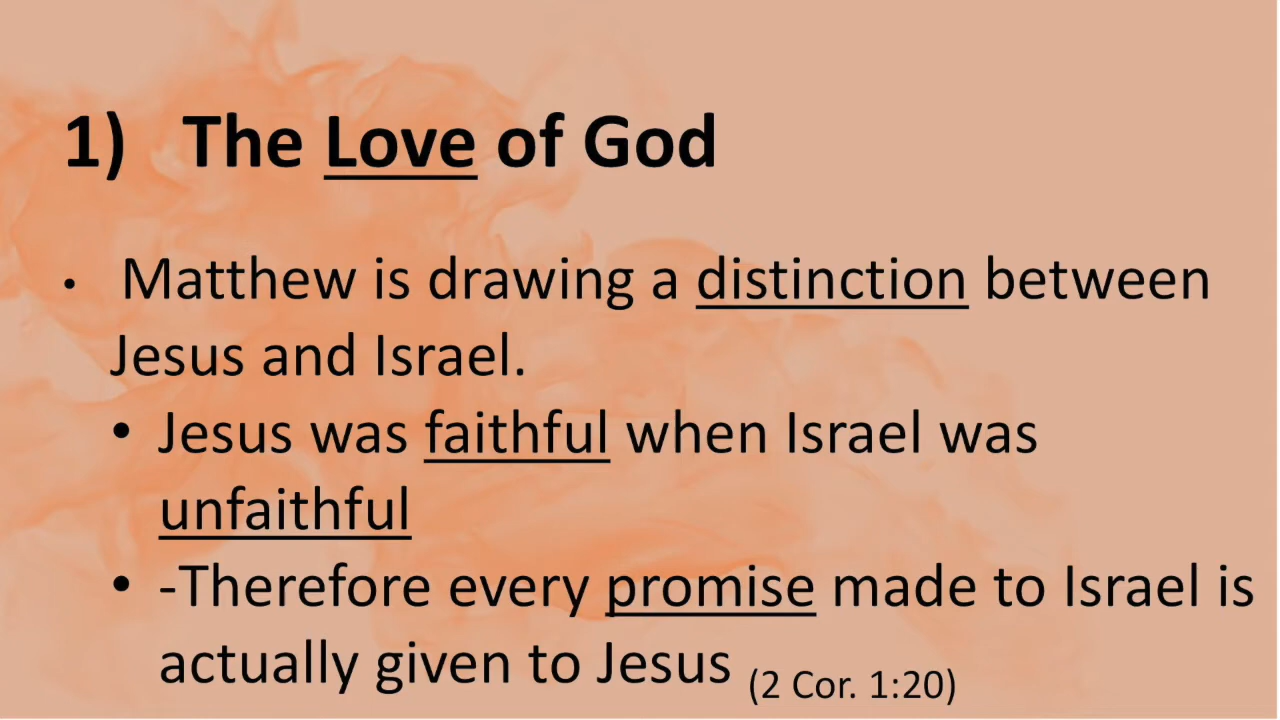 1) The Love of God
• Matthew is drawing a distinction between
Jesus and Israel.
• Jesus was faithful when Israel was
unfaithful
• -Therefore every promise made to Israel is
actually given to Jesus (2 Cor. 1:20)